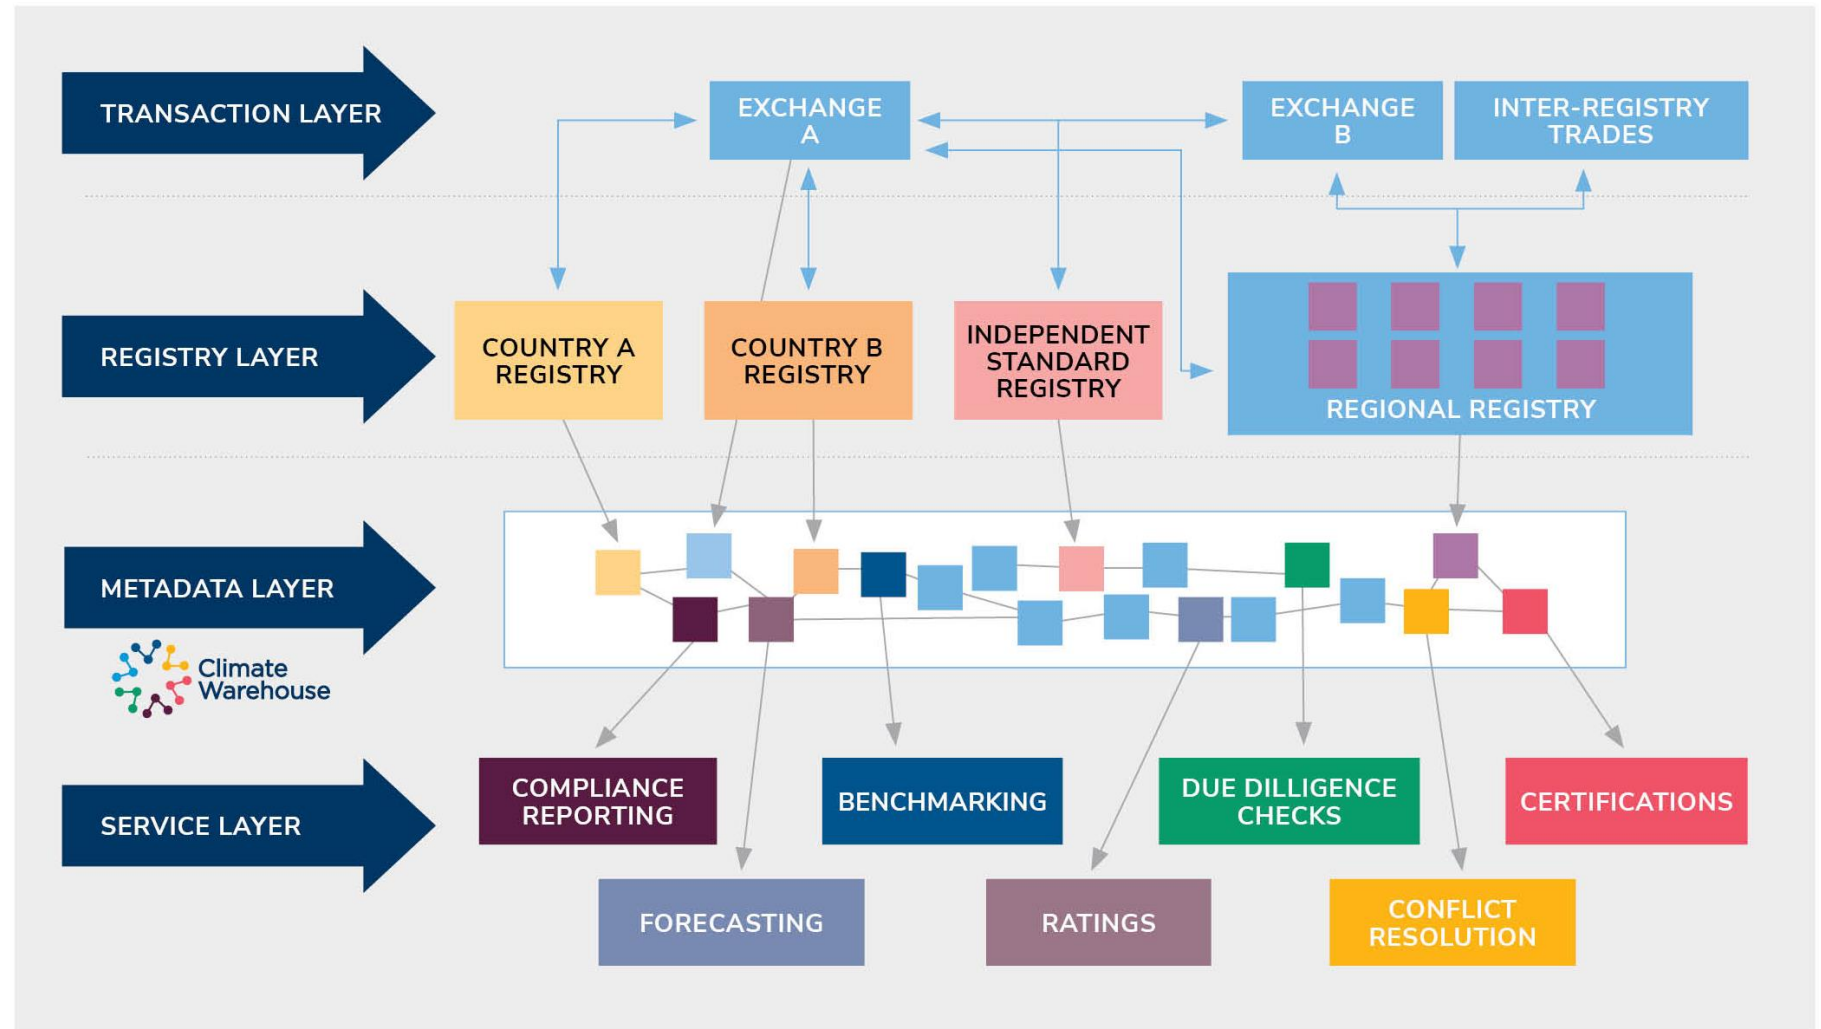 TRANSACTION LAYER
EXCHANGE
A
EXCHANGE
B
INTER-REGISTRY
TRADES
REGISTRY LAYER
COUNTRY A
REGISTRY
COUNTRY B
REGISTRY
INDEPENDENT
STANDARD
REGISTRY
REGIONAL REGISTRY
METADATA LAYER
Climate
Warehouse
SERVICE LAYER
COMPLIANCE
REPORTING
BENCHMARKING
DUE DILLIGENCE
CHECKS
CERTIFICATIONS
FORECASTING
RATINGS
CONFLICT
RESOLUTION